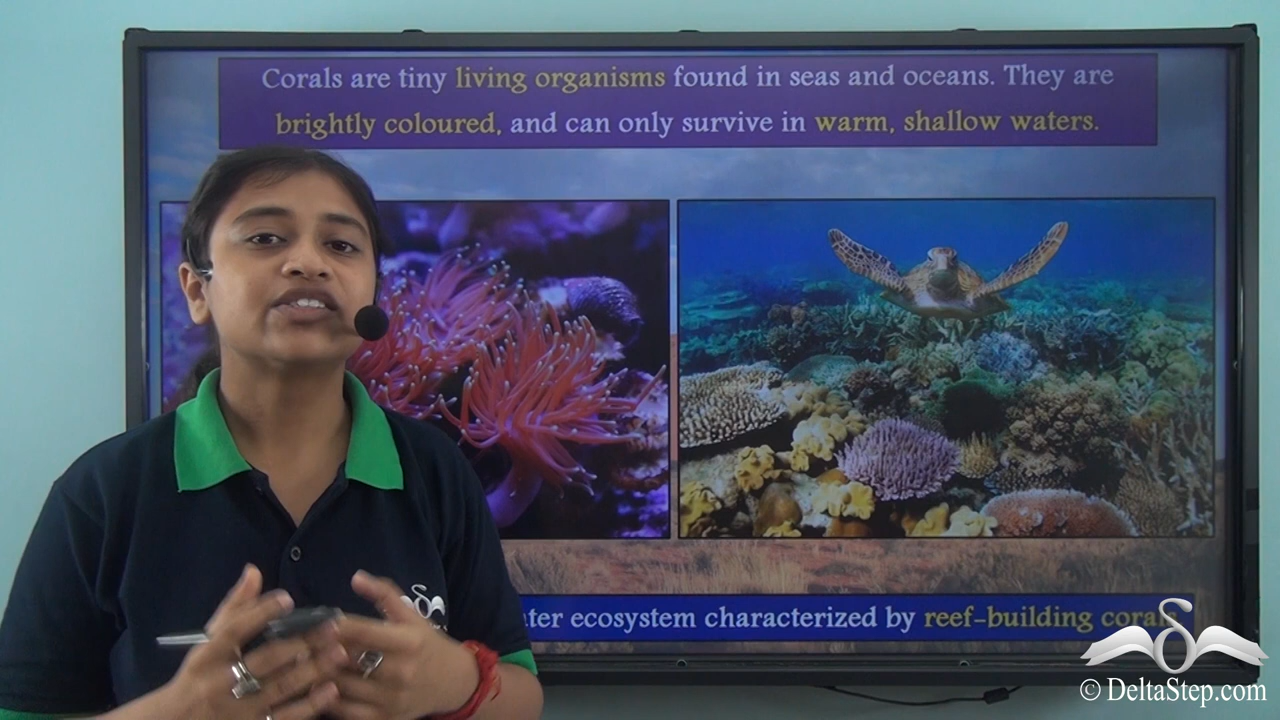 Corals are tiny living organisms found in seas and oceans. They are
brightly coloured, and can only survive in warm, shallow waters.
ecosystem characterized by reef-building
© DeltaStep.com